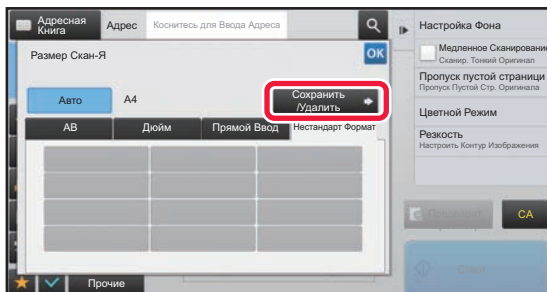 Адресная
Книга
Адрес
Коснитесь для Ввода Адреса
Размер Скан-Я
OK
Авто
A4
Сохранить
/Удалить
AB
Дюйм
Прямой Ввод
Нестандарт Формат
Прочие
Настройка Фона
Медленное Сканировани
Сканир. Тонкий Оригинал
Пропуск пустой страници
Пропуск Пустой Стр. Оригинала
Цветной Режим
Резкость
Настроить Контур Изображения
CA